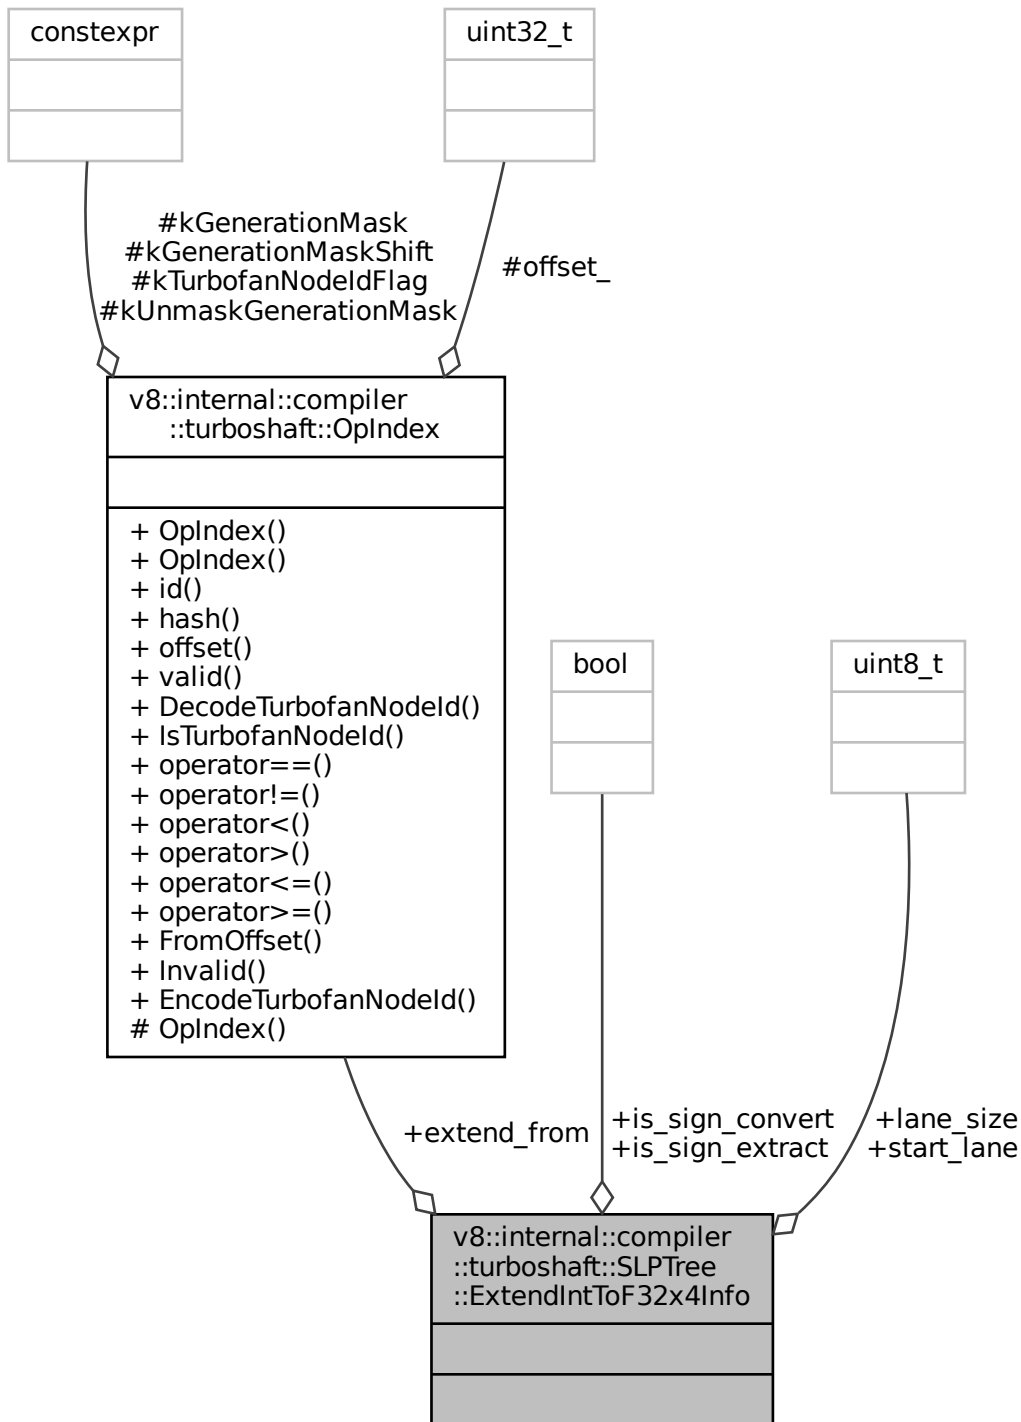 constexpr
uint32_t
#kGenerationMask
#kGenerationMaskShift
#kTurbofanNodeIdFlag
#kUnmaskGenerationMask
#offset_
v8::internal::compiler
::turboshaft::OpIndex
+ OpIndex()
+ OpIndex()
+ id()
+ hash()
+ offset()
+ valid()
+ DecodeTurbofanNodeId()
+ IsTurbofanNodeId()
+ operator==()
+ operator!=()
+ operator<()
+ operator>()
+ operator<=()
+ operator>=()
+ FromOffset()
+ Invalid()
+ EncodeTurbofanNodeId()
# OpIndex()
bool
uint8_t
+extend_from
+is_sign_convert
+is_sign_extract
+lane_size
+start_lane
v8::internal::compiler
::turboshaft::SLPTree
::ExtendIntToF32x4Info